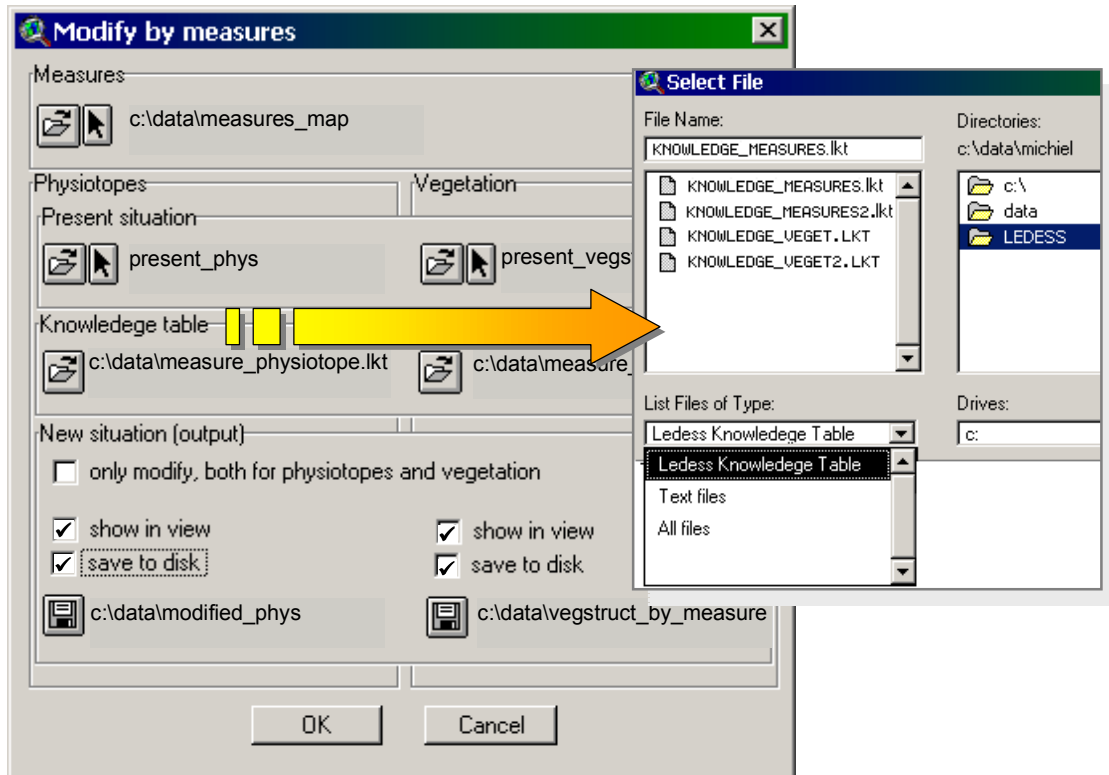 Modify by measures
Measures
c:\data\measures_map
Physiotopes
Vegetation
Present situation
present_phys
present_vegs
Knowledege table
c:\data\measure_physiotope.lkt
c:\data\measure_
New situation (output)
only modify, both for physiotopes and vegetation
show in view
show in view
save to disk
save to disk
c:\data\modified_phys
c:\data\vegstruct_by_measure
OK
Cancel
Select File
File Name:
Directories:
KNOWLEDGE_MEASURES.lkt
c:\data\michiel
KNOWLEDGE_MEASURES.lkt
c:\
KNOWLEDGE_MEASURES2.lkt
data
KNOWLEDGE_VEGET.LKT
LEDESS
KNOWLEDGE_VEGET2.LKT
List Files of Type:
Drives:
Ledess Knowledege Table
c:
Ledess Knowledege Table
Text files
All files